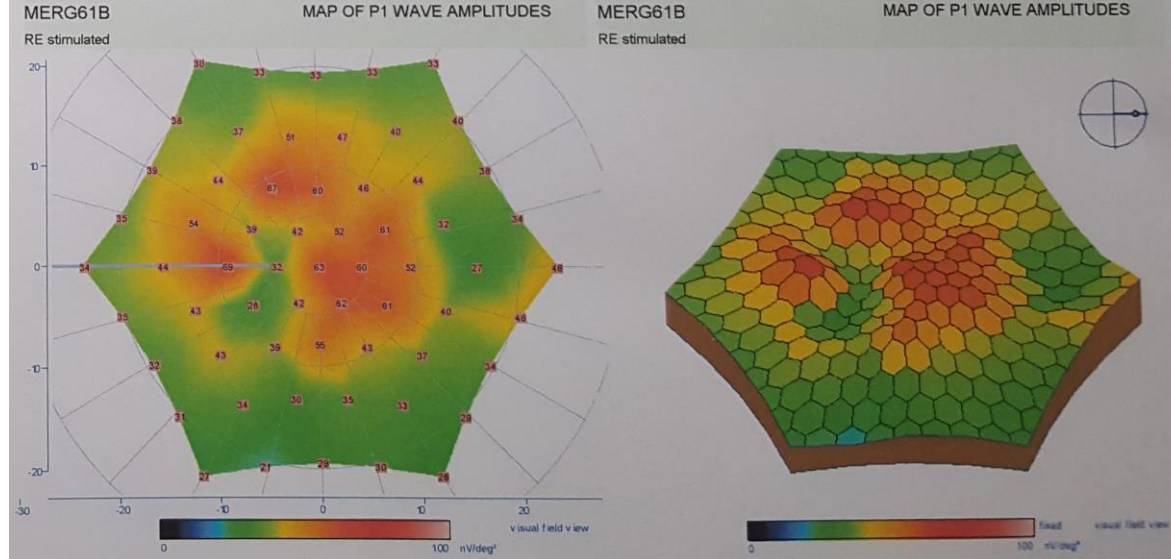 MERG61B MAP OF P1 WAVE AMPLITUDES
RE stimulated
20
30 33 33 33 33
38 37 51 47 40 40
10
39 44 67 60 46 44 38
35 54 39 42 52 61 32 34
0
34 44 69 32 63 60 52 27 48
35 43 28 42 62 61 40 46
-10
32 43 39 55 43 37 34
31 34 30 35 33 29
-20
27 21 29 30 26
-30 -20 -10 0 10 20
visual field view
0 100 nV/deg²
MERG61B MAP OF P1 WAVE AMPLITUDES
RE stimulated
fixed visual field view
0 100 nV/deg²